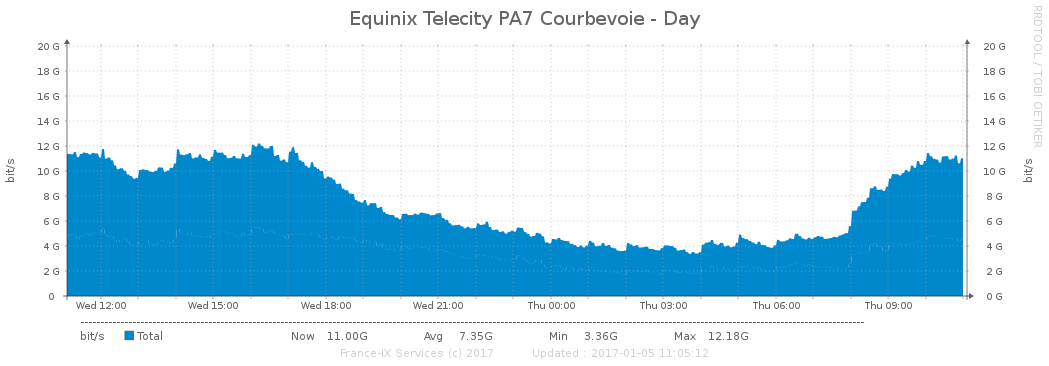 Equinix Telecity PA7 Courbevoie - Day
RRDTOOL / TOBI OETIKER
20 G 20 G
18 G 18 G
16 G 16 G
14 G 14 G
12 G 12 G
10 G 10 G
8 G 8 G
6 G 6 G
4 G 4 G
2 G 2 G
0 0 G
bit/s
bit/s
Wed 12:00 Wed 15:00 Wed 18:00 Wed 21:00 Thu 00:00 Thu 03:00 Thu 06:00 Thu 09:00
bit/s Total Now 11.00G Avg 7.35G Min 3.36G Max 12.18G
France-IX Services (c) 2017 Updated : 2017-01-05 11:05:12